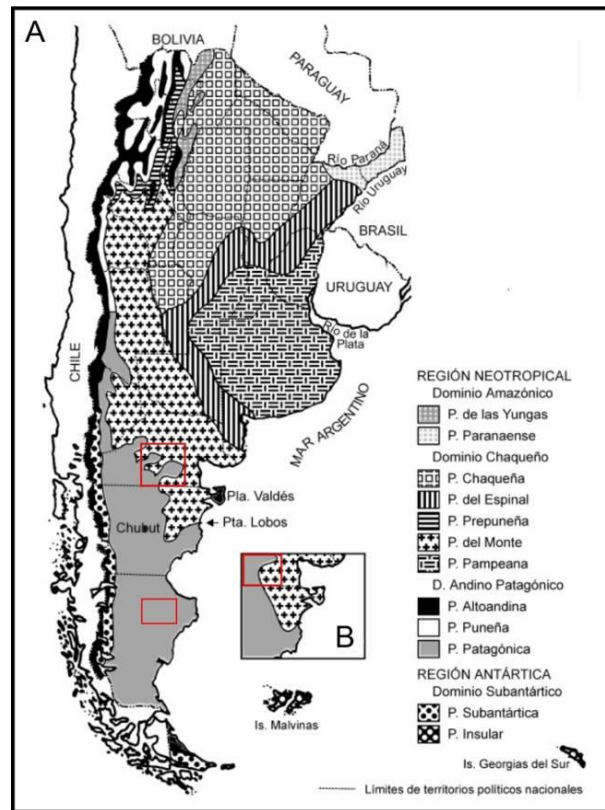 A
BOLIVIA
PARAGUAY
Río Paraná
Río Uruguay
BRASIL
URUGUAY
Río de la
Plata
CHILE
MAR ARGENTINO
Pla. Valdés
Chubut
Pta. Lobos
B
Is. Malvinas
REGIÓN NEOTROPICAL
Dominio Amazónico
P. de las Yungas
P. Paranaense
Dominio Chaqueño
P. Chaqueña
P. del Espinal
P. Prepuneña
P. del Monte
P. Pampeana
D. Andino Patagónico
P. Altoandina
P. Puneña
P. Patagónica
REGIÓN ANTÁRTICA
Dominio Subantártico
P. Subantártica
P. Insular
Is. Georgias del Sur
Límites de territorios políticos nacionales